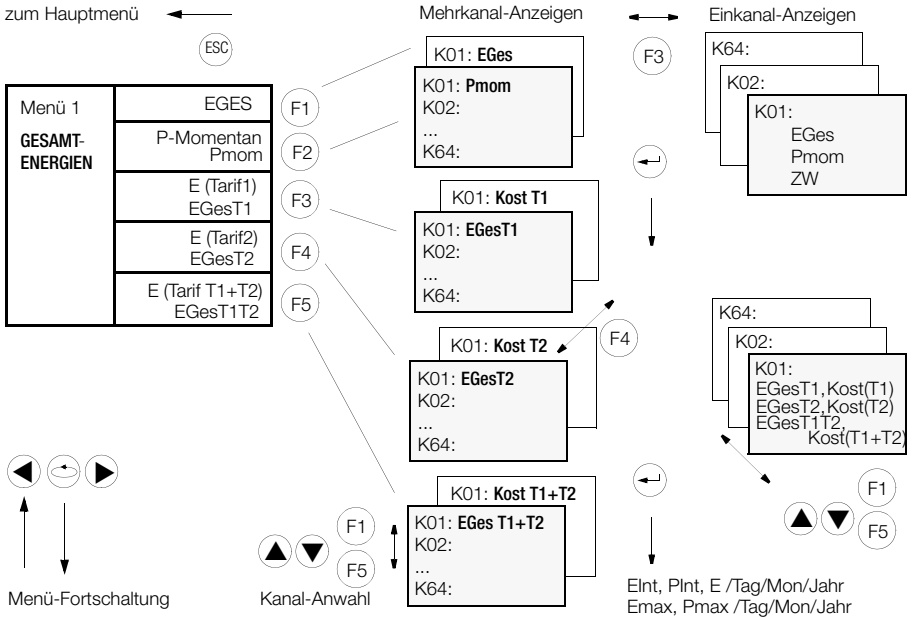 zum Hauptmenü
ESC
Mehrkanal-Anzeigen
Einkanal-Anzeigen
F3
Menü 1
GESAMT-
ENERGIEN
EGES
F1
P-Momentan
Pmom
F2
E (Tarif1)
EGesT1
F3
E (Tarif2)
EGesT2
F4
E (Tarif T1+T2)
EGesT1T2
F5
K01: EGes
K01: Pmom
K02:
...
K64:
K01: Kost T1
K01: EGesT1
K02:
...
K64:
K01: Kost T2
F4
K01: EGesT2
K02:
...
K64:
K01: Kost T1+T2
K01: EGes T1+T2
K02:
...
K64:
K64:
K02:
K01:
EGes
Pmom
ZW
K64:
K02:
K01:
EGesT1,Kost(T1)
EGesT2,Kost(T2)
EGesT1T2,
Kost(T1+T2)
F1
F5
Menü-Fortschaltung
F1
F5
Kanal-Anwahl
EInt, PInt, E /Tag/Mon/Jahr
Emax, Pmax /Tag/Mon/Jahr